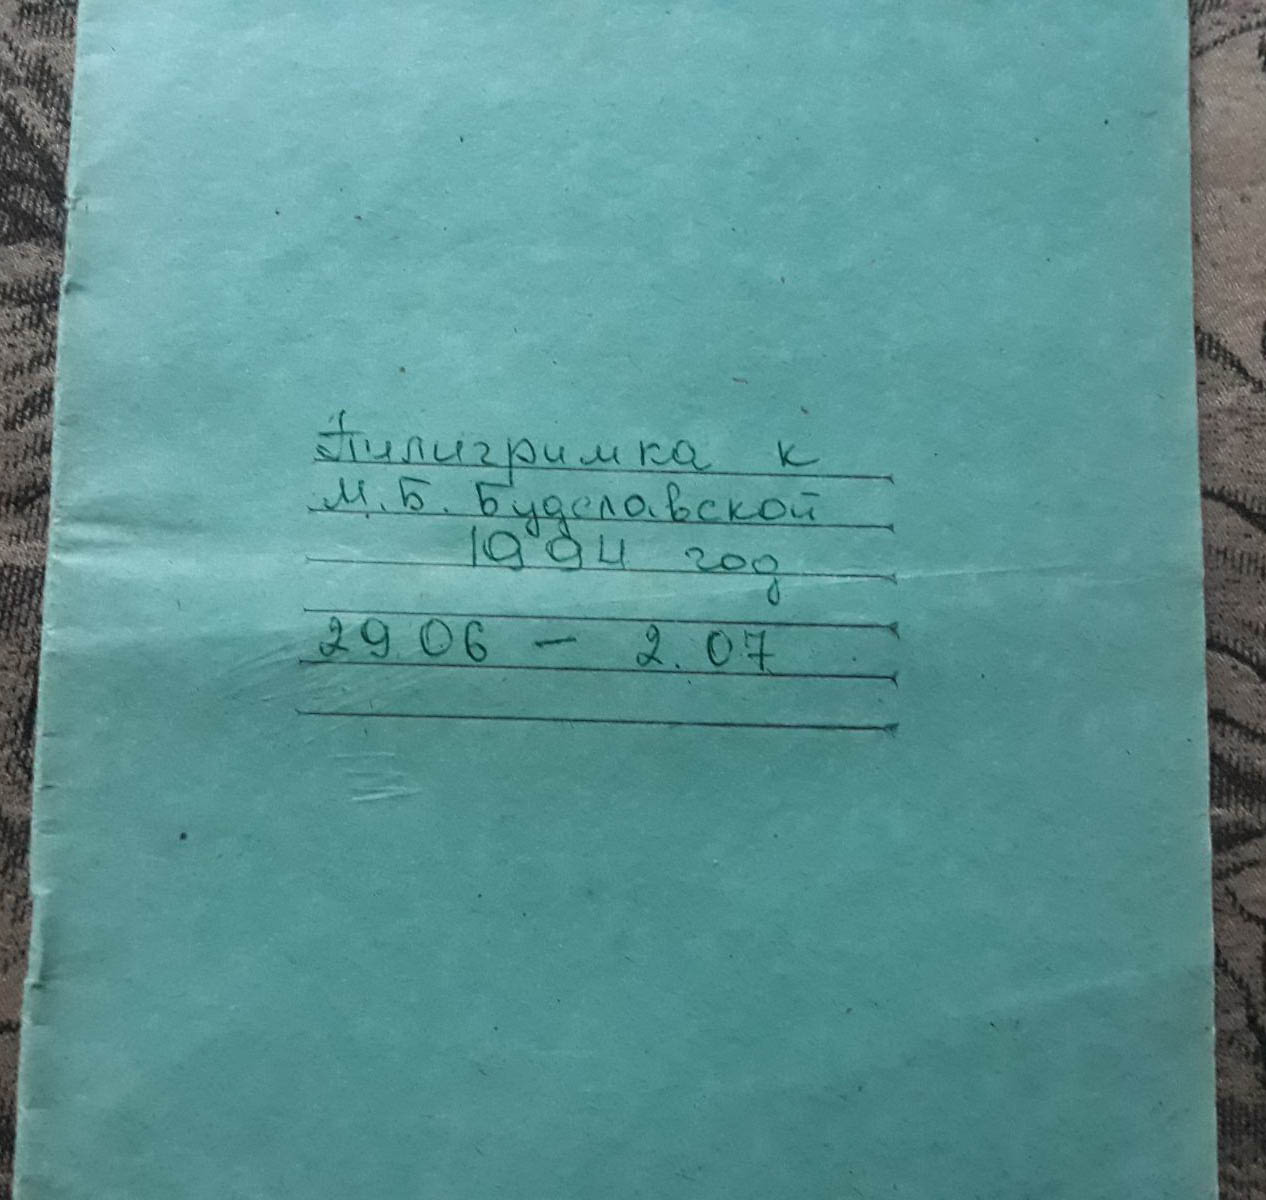 Пилигримка к
М.Б. Будславской
1994 год
29.06 - 2.07